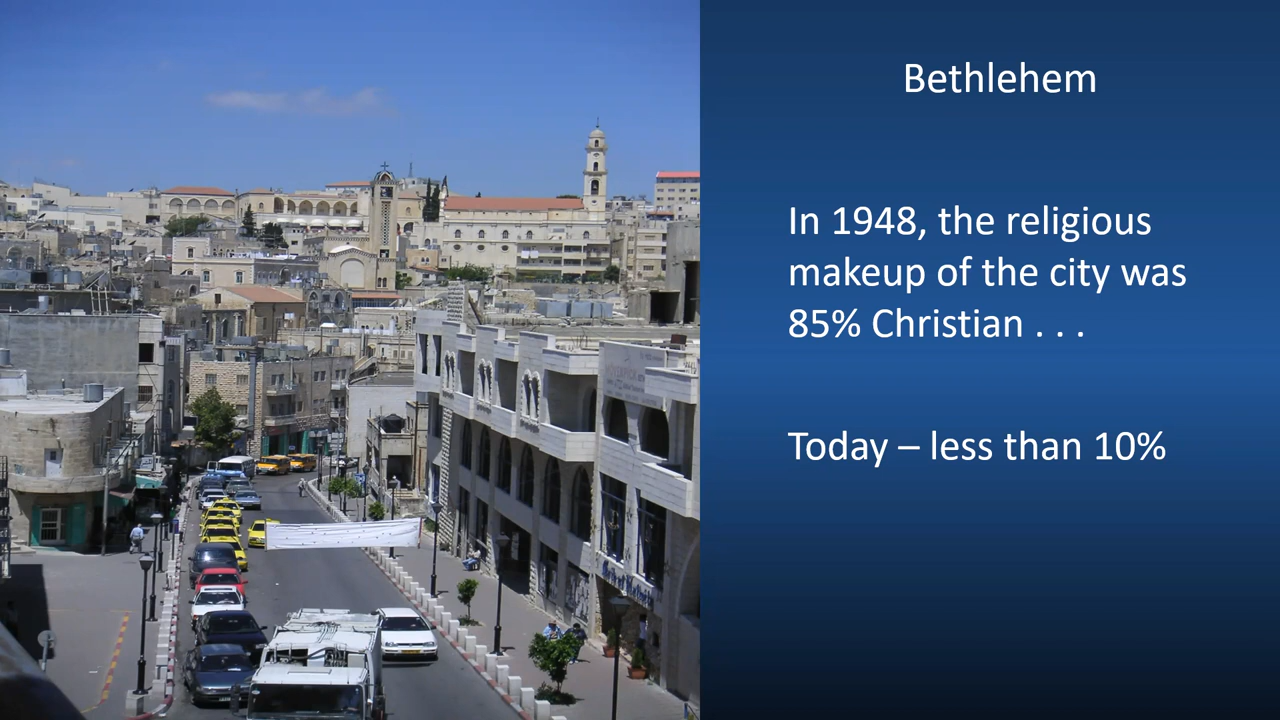 Bethlehem
In 1948, the religious
makeup of the city was
85% Christian . . .
Today – less than 10%